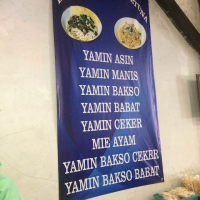 YAMIN ASIN
YAMIN MANIS
YAMIN BAKSO
YAMIN BABAT
YAMIN CEKER
MIE AYAM
YAMIN BAKSO CEKER
YAMIN BAKSO BABAT